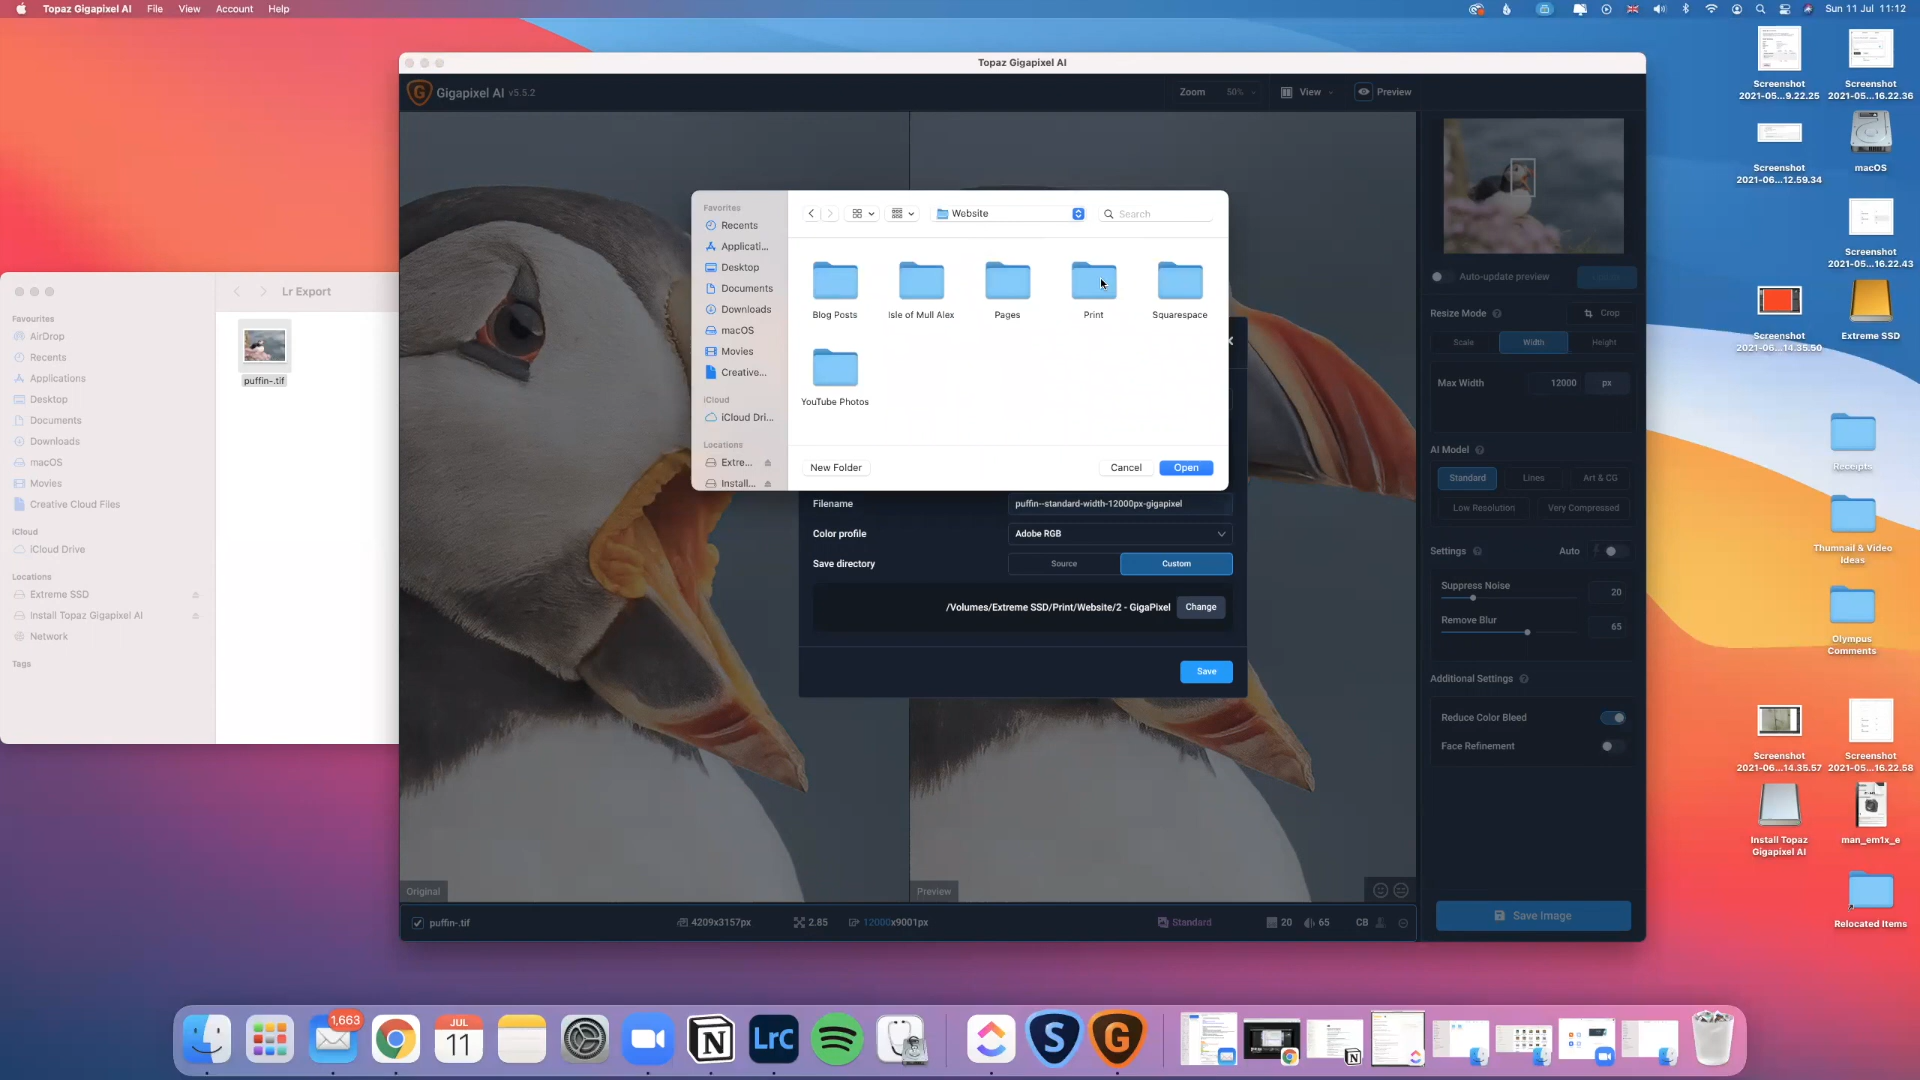 Topaz Gigapixel AI File View Account Help
Sun 11 Jul 11:12
Topaz Gigapixel AI
Gigapixel AI v5.5.2
Zoom 50% View Preview
Favorites
Recents
Applicati...
Desktop
Documents
Downloads
macOS
Movies
Creative...
iCloud
iCloud Dri...
Locations
Extre...
Install...
Website
Search
Blog Posts
Isle of Mull Alex
Pages
Print
Squarespace
YouTube Photos
New Folder Cancel Open
Filename puffin--standard-width-12000px-gigapixel
Color profile Adobe RGB
Save directory Source Custom
/Volumes/Extreme SSD/Print/Website/2 - GigaPixel Change
Save
Original
Preview
puffin-.tif 4209x3157px 2.85 12000x9001px Standard 20 65 CB
Auto-update preview
Resize Mode Crop
Scale Width Height
Max Width 12000 px
AI Model
Standard Lines Art & CG
Low Resolution Very Compressed
Settings Auto
Suppress Noise 20
Remove Blur 65
Additional Settings
Reduce Color Bleed
Face Refinement
Save Image
Lr Export
Favourites
AirDrop
Recents
Applications
Desktop
Documents
Downloads
macOS
Movies
Creative Cloud Files
iCloud
iCloud Drive
Locations
Extreme SSD
Install Topaz Gigapixel AI
Network
Tags
puffin-.tif
Screenshot
2021-05...9.22.25
Screenshot
2021-05...16.22.36
Screenshot
2021-06...12.59.34
macOS
Screenshot
2021-05...16.22.43
Screenshot
2021-06...14.35.50
Extreme SSD
Receipts
Thumnail & Video
Ideas
Olympus
Comments
Screenshot
2021-06...14.35.57
Screenshot
2021-05...16.22.58
Install Topaz
Gigapixel AI
man_em1x_e
Relocated Items
1,663
JUL
11
LrC